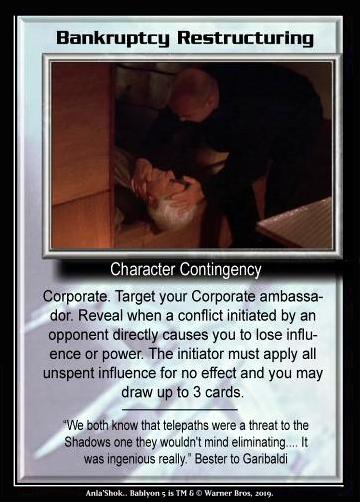 Bankruptcy Restructuring
Character Contingency
Corporate. Target your Corporate ambassa-
dor. Reveal when a conflict initiated by an
opponent directly causes you to lose influ-
ence or power. The initiator must apply all
unspent influence for no effect and you may
draw up to 3 cards.
“We both know that telepaths were a threat to the
Shadows one they wouldn't mind eliminating.... It
was ingenious really.” Bester to Garibaldi
Anla'Shok.. Bablyon 5 is TM & © Warner Bros, 2019.